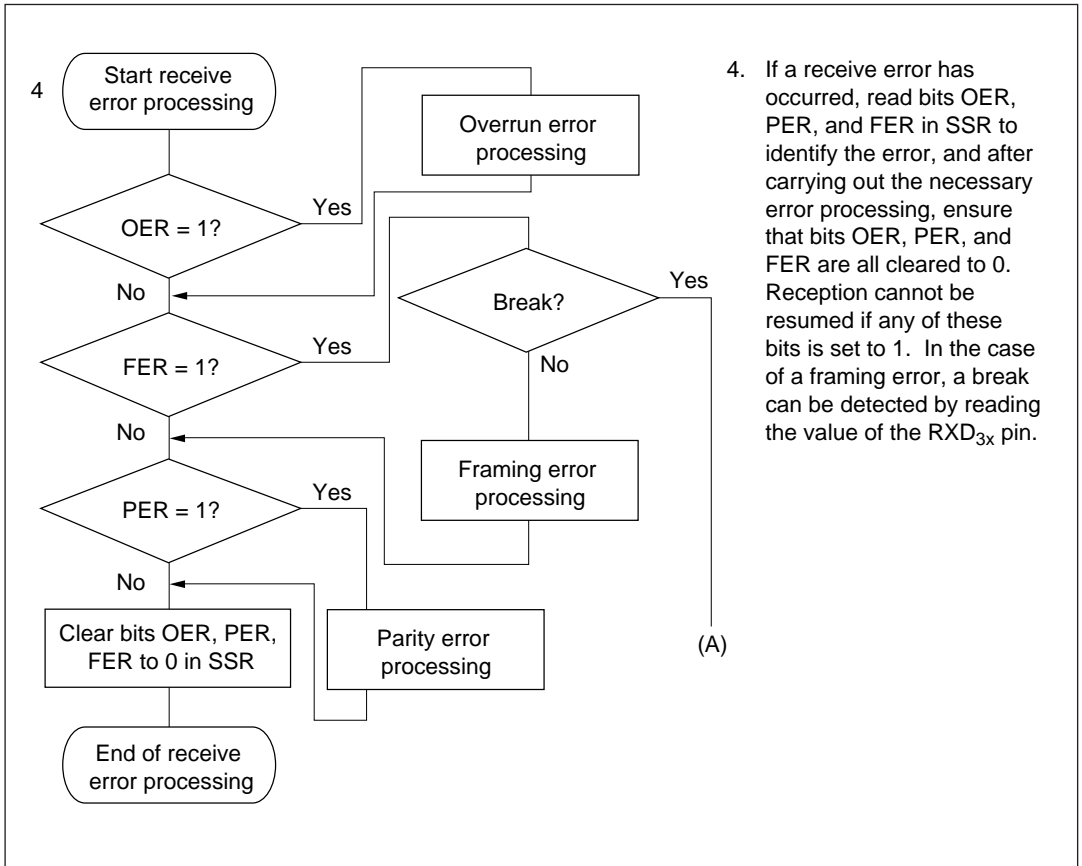 4
Start receive
error processing
Overrun error
processing
OER = 1?
Yes
No
Break?
Yes
No
FER = 1?
Yes
No
Framing error
processing
PER = 1?
Yes
No
Clear bits OER, PER,
FER to 0 in SSR
Parity error
processing
(A)
End of receive
error processing
4. If a receive error has
occurred, read bits OER,
PER, and FER in SSR to
identify the error, and after
carrying out the necessary
error processing, ensure
that bits OER, PER, and
FER are all cleared to 0.
Reception cannot be
resumed if any of these
bits is set to 1. In the case
of a framing error, a break
can be detected by reading
the value of the RXD3x pin.